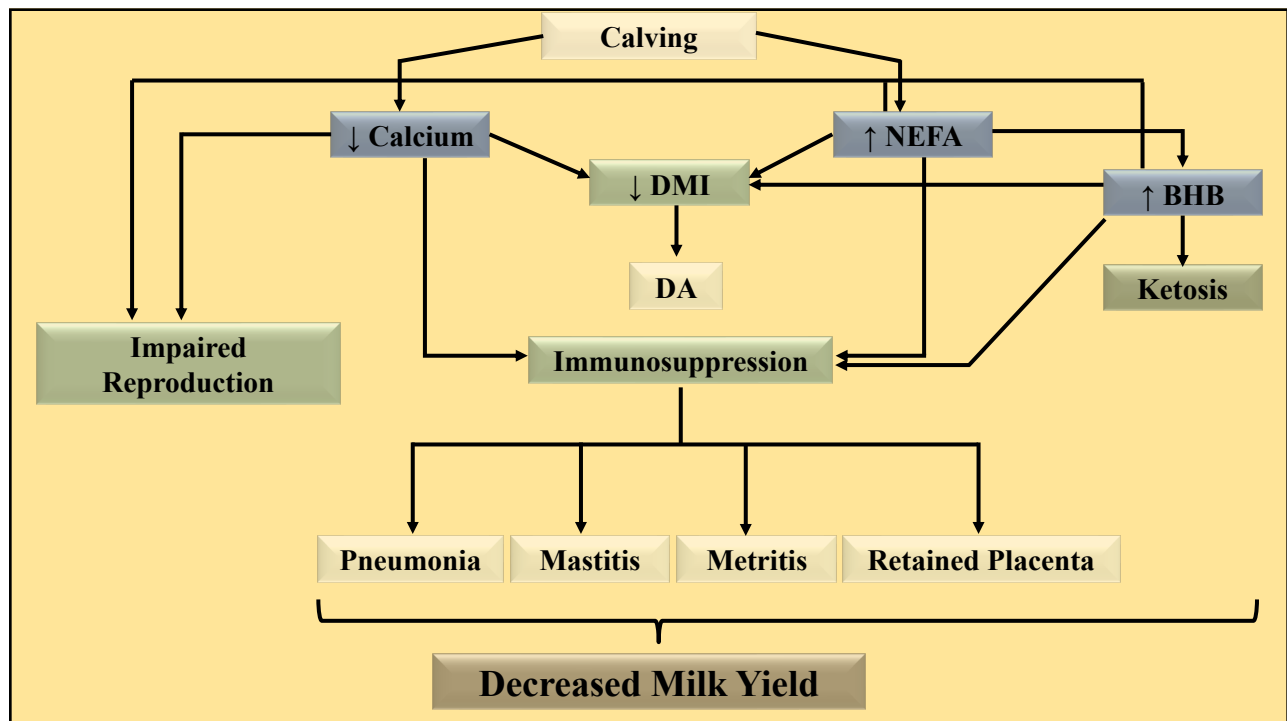 Calving
↓ Calcium
↑ NEFA
↓ DMI
↑ BHB
DA
Ketosis
Impaired
Reproduction
Immunosuppression
Pneumonia
Mastitis
Metritis
Retained Placenta
Decreased Milk Yield